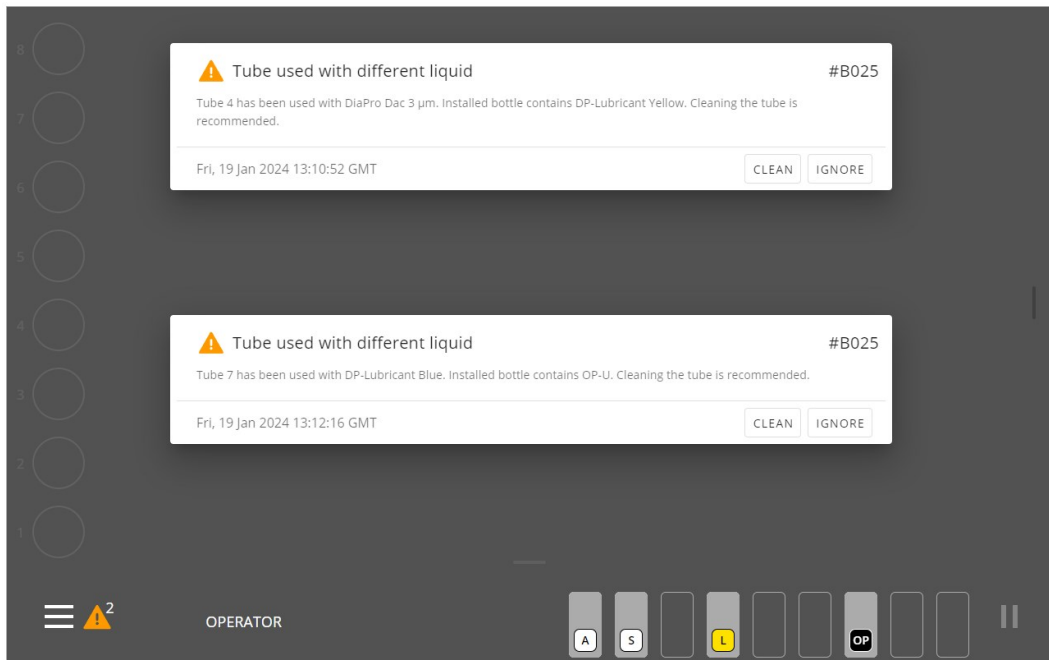 8
Tube used with different liquid #B025
Tube 4 has been used with DiaPro Dac 3 µm. Installed bottle contains DP-Lubricant Yellow. Cleaning the tube is
recommended.
7
Fri, 19 Jan 2024 13:10:52 GMT CLEAN IGNORE
6
5
4
Tube used with different liquid #B025
Tube 7 has been used with DP-Lubricant Blue. Installed bottle contains OP-U. Cleaning the tube is recommended.
3
Fri, 19 Jan 2024 13:12:16 GMT CLEAN IGNORE
2
1
2
OPERATOR
A S L OP